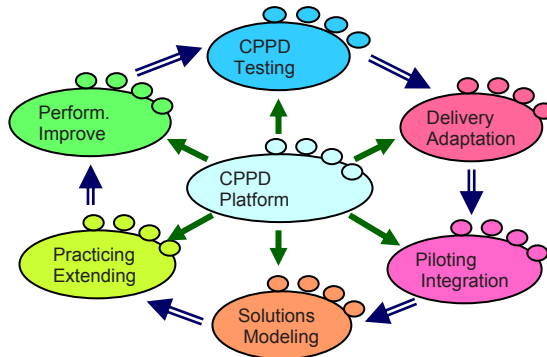 CPPD
Testing
Perform.
Improve
Delivery
Adaptation
CPPD
Platform
Practicing
Extending
Piloting
Integration
Solutions
Modeling